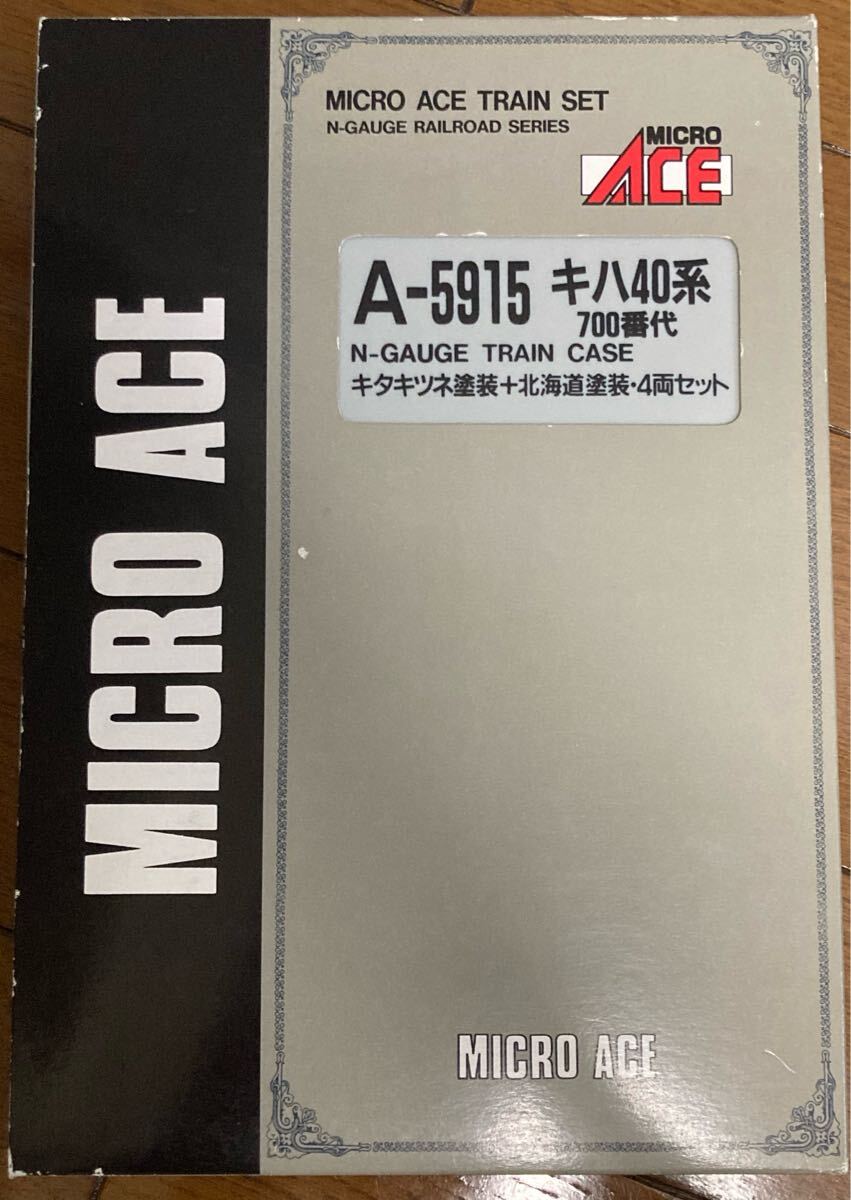 MICRO ACE
MICRO ACE TRAIN SET
N-GAUGE RAILROAD SERIES
MICRO
ACE
A-5915 キハ40系
700番代
N-GAUGE TRAIN CASE
キタキツネ塗装+北海道塗装・4両セット
MICRO ACE